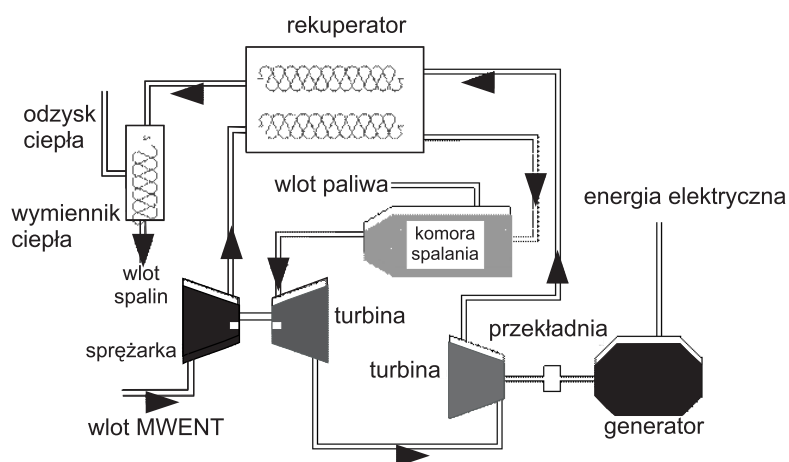 rekuperator
odzysk
ciepła
wlot paliwa
energia elektryczna
wymiennik
ciepła
komora
spalania
wlot
spalin
turbina
przekładnia
sprężarka
turbina
wlot MWENT
generator